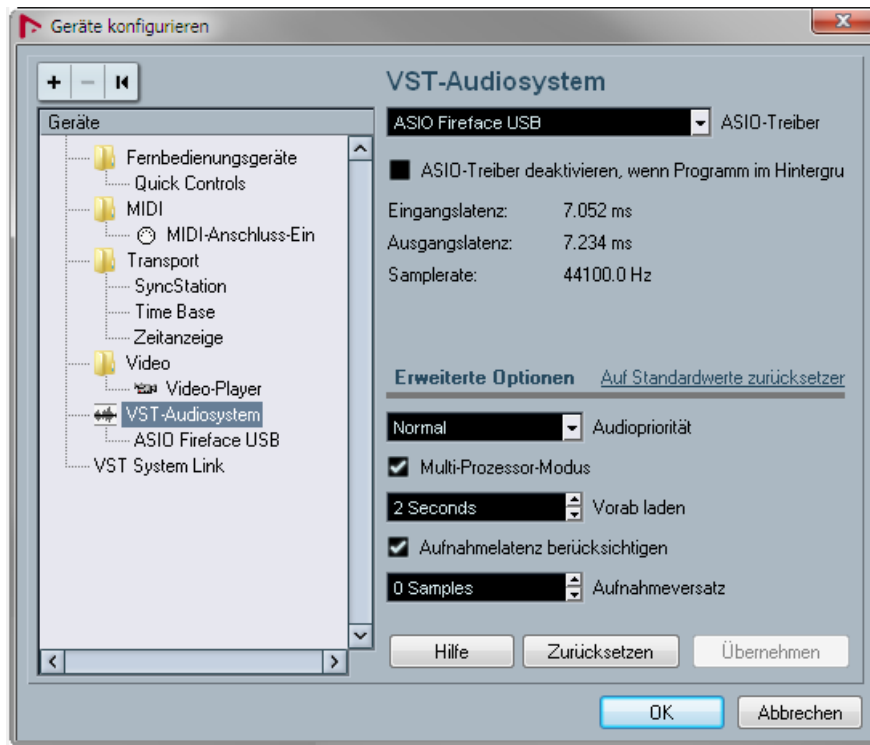 Geräte konfigurieren
Geräte
Fernbedienungsgeräte
Quick Controls
MIDI
MIDI-Anschluss-Ein
Transport
SyncStation
Time Base
Zeitanzeige
Video
Video-Player
VST-Audiosystem
ASIO Fireface USB
VST System Link
VST-Audiosystem
ASIO Fireface USB ASIO-Treiber
ASIO-Treiber deaktivieren, wenn Programm im Hintergru
Eingangslatenz: 7.052 ms
Ausgangslatenz: 7.234 ms
Samplerate: 44100.0 Hz
Erweiterte Optionen Auf Standardwerte zurücksetzer
Normal Audiopriorität
Multi-Prozessor-Modus
2 Seconds Vorab laden
Aufnahmelatenz berücksichtigen
0 Samples Aufnahmeversatz
Hilfe Zurücksetzen Übernehmen
OK Abbrechen